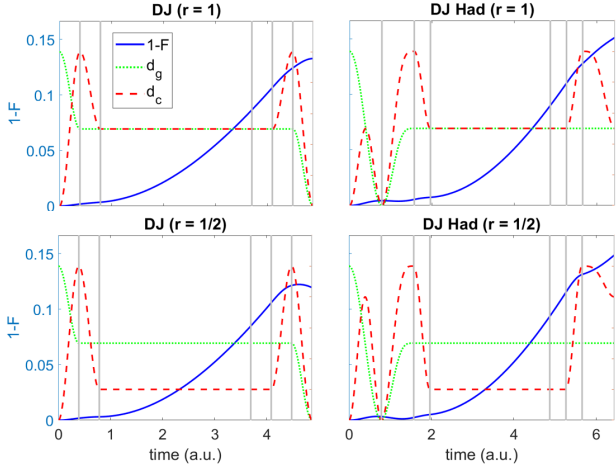 DJ (r = 1)
DJ Had (r = 1)
0.15
0.1
0.05
0
1-F
1-F
d_g
d_c
DJ (r = 1/2)
DJ Had (r = 1/2)
0.15
0.1
0.05
0
1-F
0 1 2 3 4
0 2 4 6
time (a.u.)
time (a.u.)